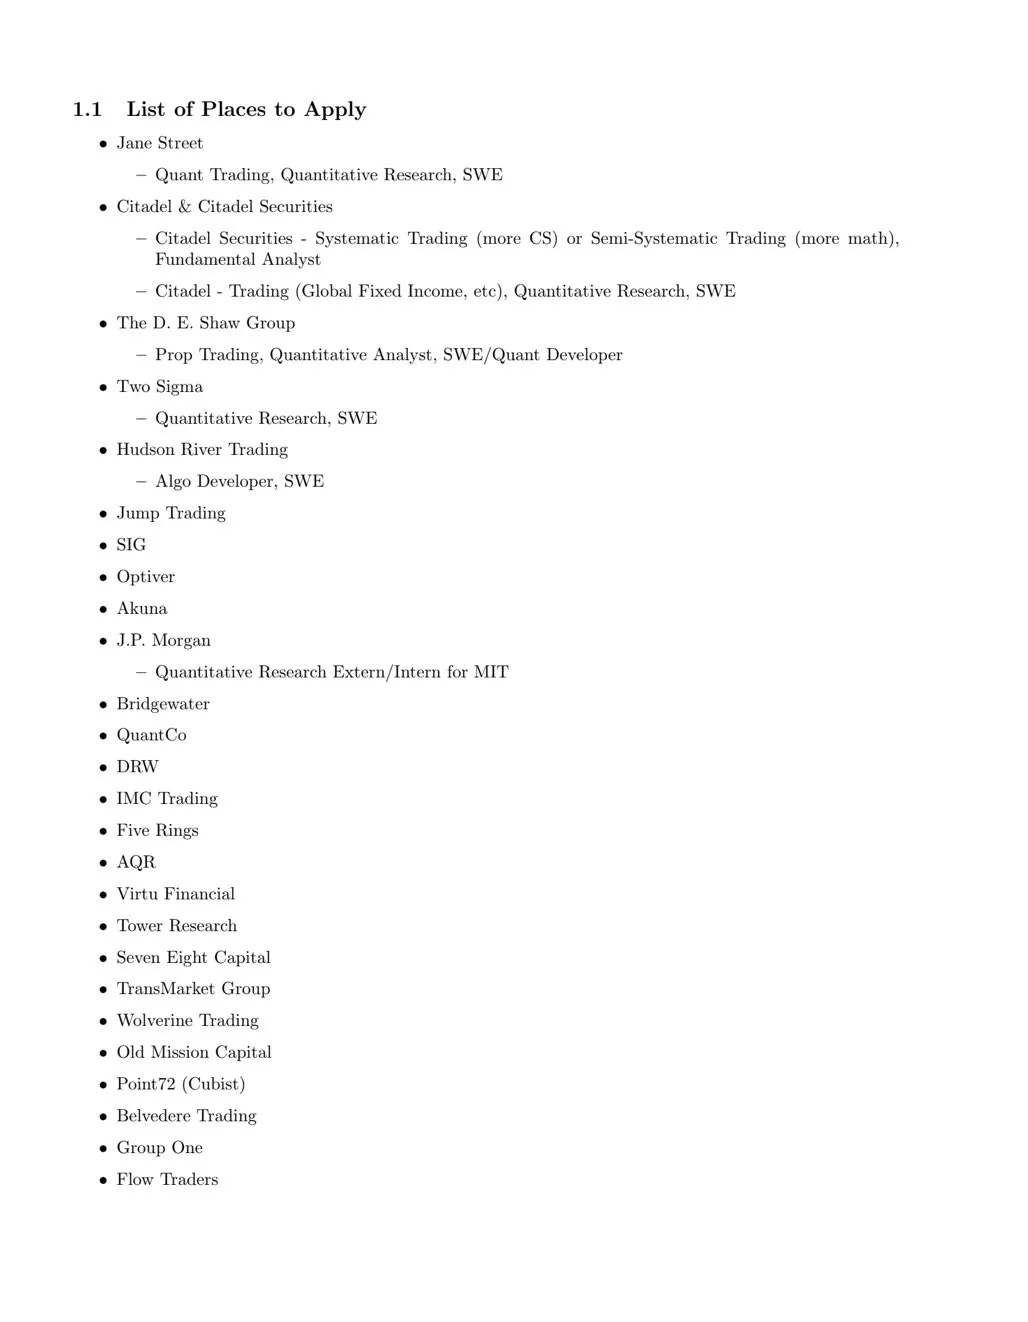 1.1 List of Places to Apply
• Jane Street
– Quant Trading, Quantitative Research, SWE
• Citadel & Citadel Securities
– Citadel Securities - Systematic Trading (more CS) or Semi-Systematic Trading (more math),
Fundamental Analyst
– Citadel - Trading (Global Fixed Income, etc), Quantitative Research, SWE
• The D. E. Shaw Group
– Prop Trading, Quantitative Analyst, SWE/Quant Developer
• Two Sigma
– Quantitative Research, SWE
• Hudson River Trading
– Algo Developer, SWE
• Jump Trading
• SIG
• Optiver
• Akuna
• J.P. Morgan
– Quantitative Research Extern/Intern for MIT
• Bridgewater
• QuantCo
• DRW
• IMC Trading
• Five Rings
• AQR
• Virtu Financial
• Tower Research
• Seven Eight Capital
• TransMarket Group
• Wolverine Trading
• Old Mission Capital
• Point72 (Cubist)
• Belvedere Trading
• Group One
• Flow Traders